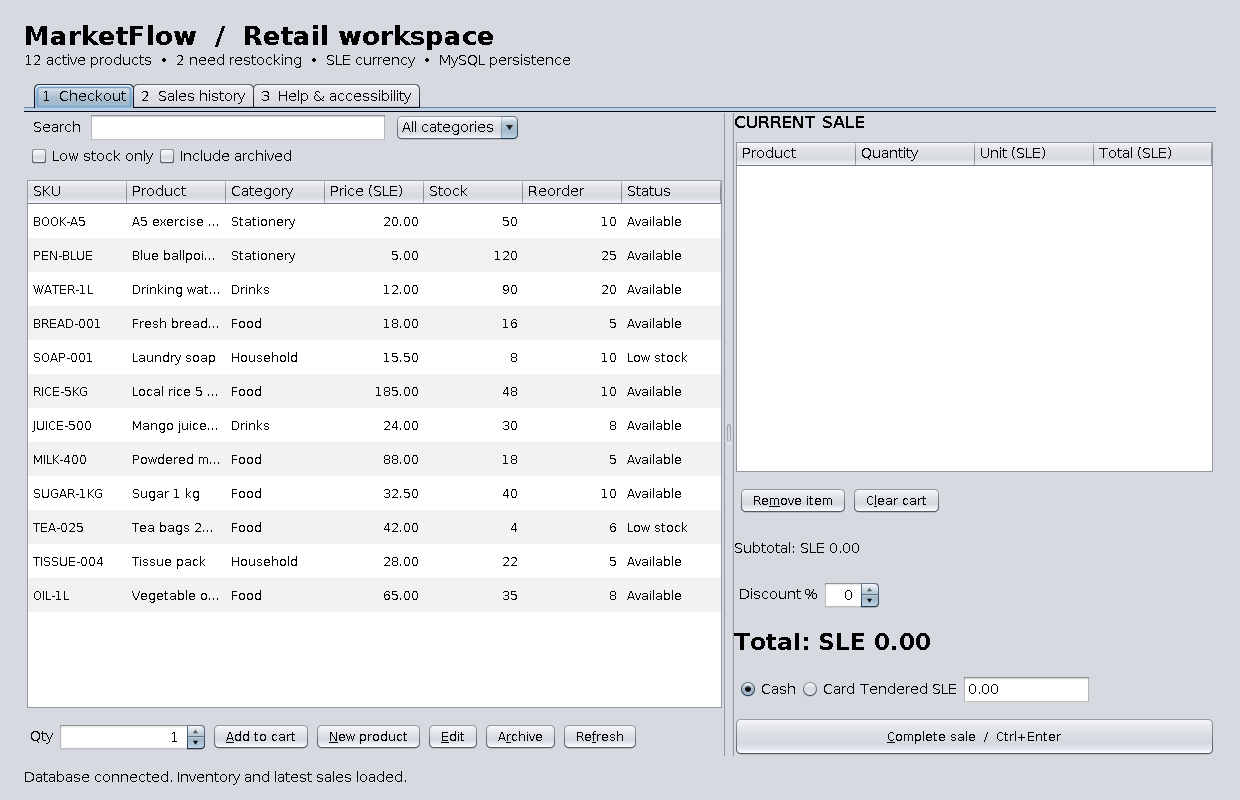 MarketFlow / Retail workspace
12 active products • 2 need restocking • SLE currency • MySQL persistence
1 Checkout 2 Sales history 3 Help & accessibility
Search All categories
Low stock only Include archived
SKU Product Category Price (SLE) Stock Reorder Status
BOOK-A5 A5 exercise ... Stationery 20.00 50 10 Available
PEN-BLUE Blue ballpoi... Stationery 5.00 120 25 Available
WATER-1L Drinking wat... Drinks 12.00 90 20 Available
BREAD-001 Fresh bread... Food 18.00 16 5 Available
SOAP-001 Laundry soap Household 15.50 8 10 Low stock
RICE-5KG Local rice 5 ... Food 185.00 48 10 Available
JUICE-500 Mango juice... Drinks 24.00 30 8 Available
MILK-400 Powdered m... Food 88.00 18 5 Available
SUGAR-1KG Sugar 1 kg Food 32.50 40 10 Available
TEA-025 Tea bags 2... Food 42.00 4 6 Low stock
TISSUE-004 Tissue pack Household 28.00 22 5 Available
OIL-1L Vegetable o... Food 65.00 35 8 Available
Qty 1 Add to cart New product Edit Archive Refresh
CURRENT SALE
Product Quantity Unit (SLE) Total (SLE)
Remove item Clear cart
Subtotal: SLE 0.00
Discount % 0
Total: SLE 0.00
Cash Card Tendered SLE 0.00
Complete sale / Ctrl+Enter
Database connected. Inventory and latest sales loaded.